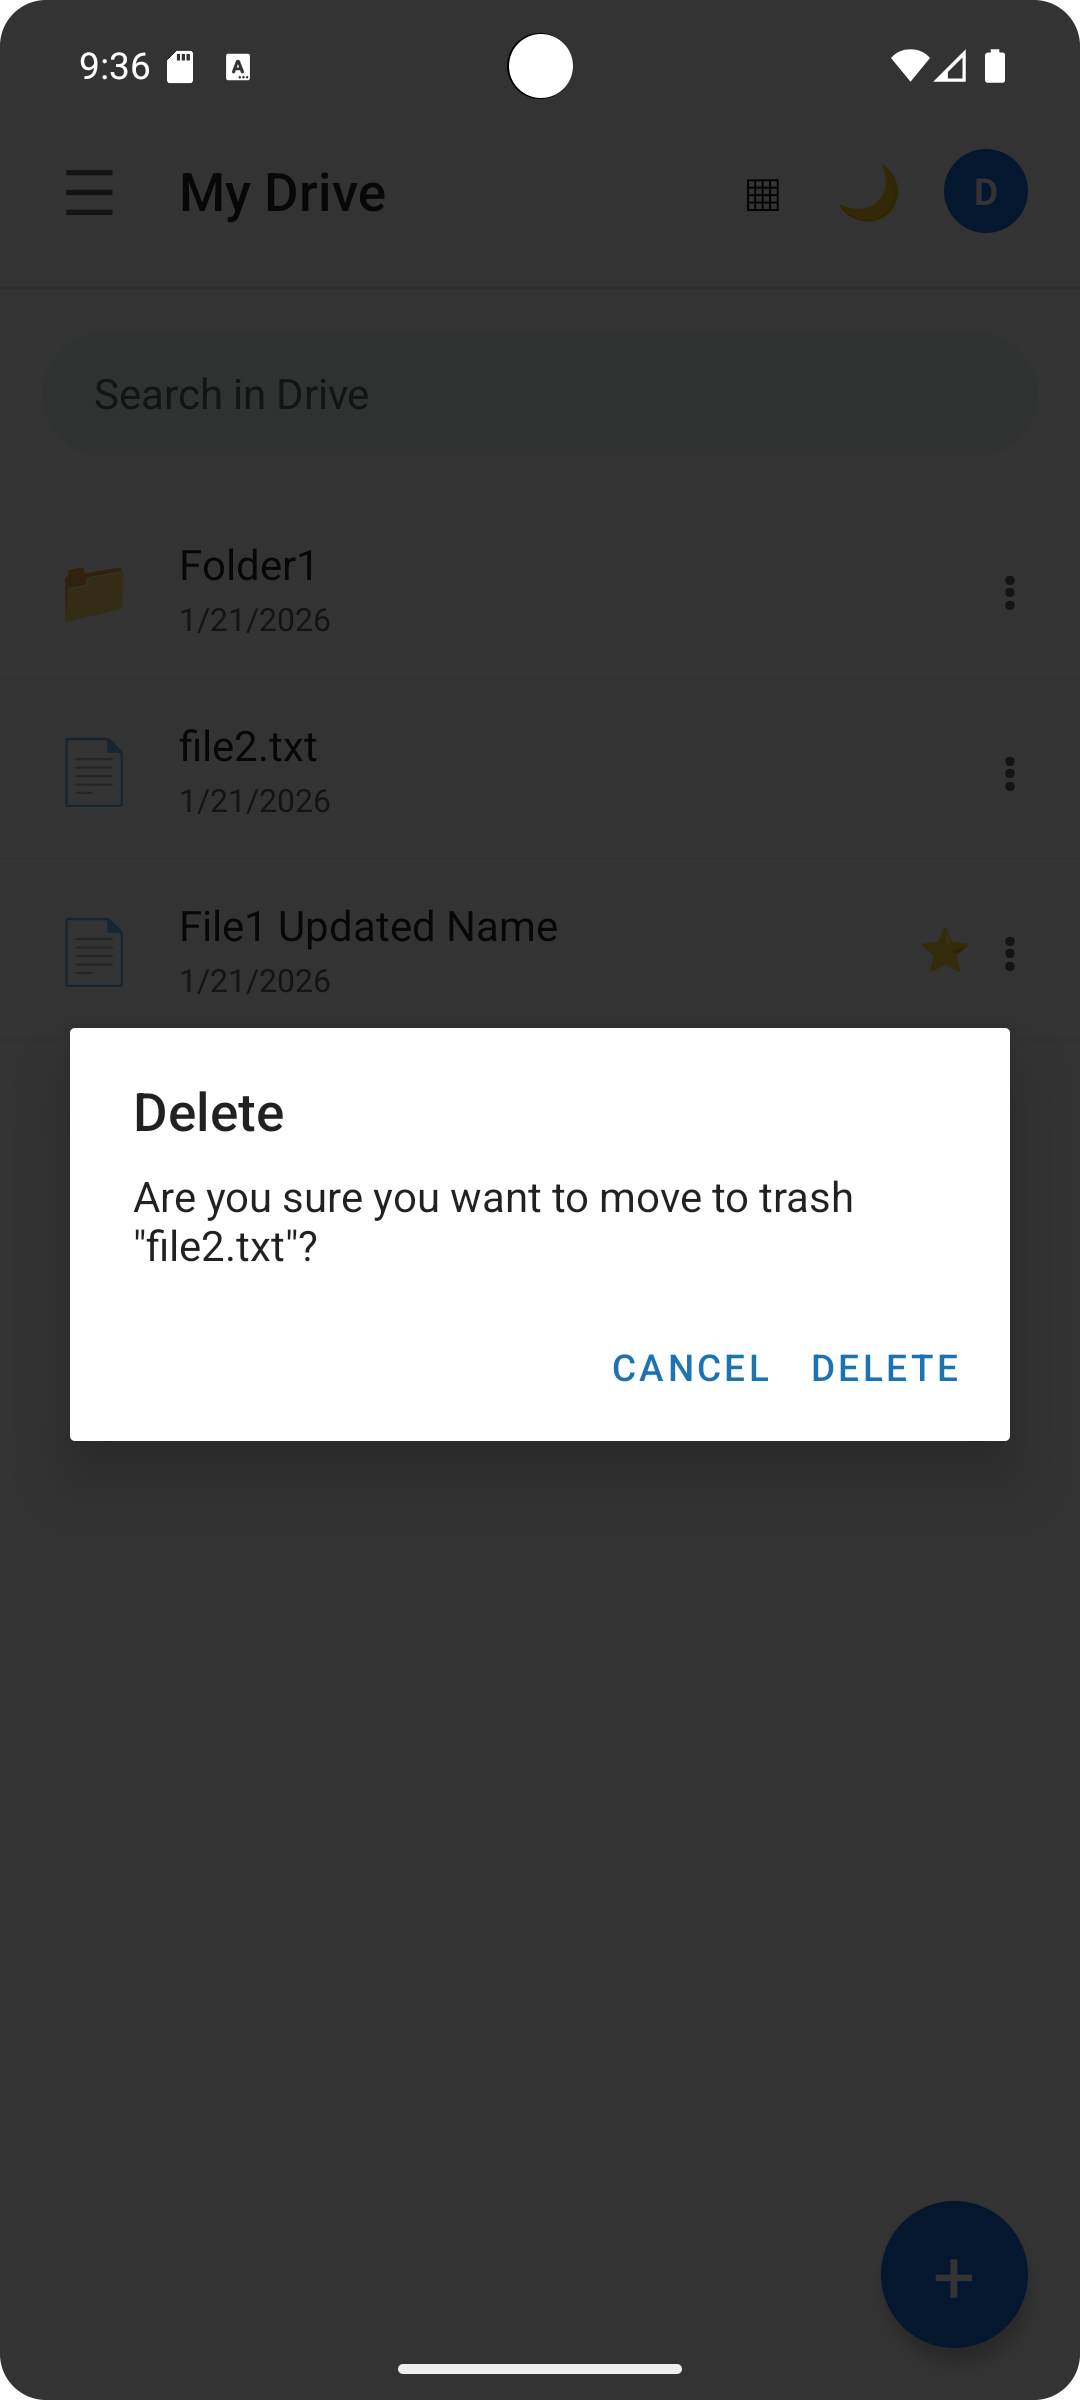 9:36
My Drive
D
Search in Drive
Folder1
1/21/2026
file2.txt
1/21/2026
File1 Updated Name
1/21/2026
Delete
Are you sure you want to move to trash
"file2.txt"?
CANCEL DELETE
+